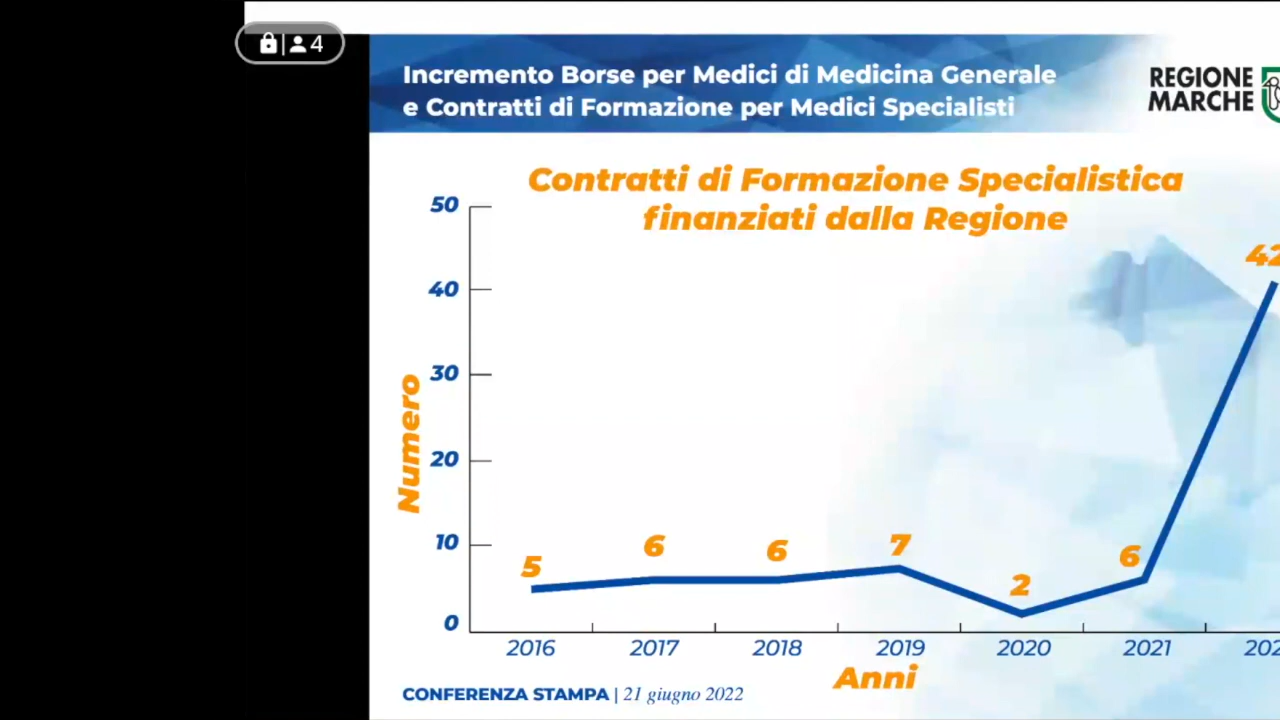 4
Incremento Borse per Medici di Medicina Generale
e Contratti di Formazione per Medici Specialisti
REGIONE
MARCHE
Contratti di Formazione Specialistica
finanziati dalla Regione
50
40
30
20
10
0
Numero
5
6
6
7
2
6
42
2016
2017
2018
2019
2020
2021
202
Anni
CONFERENZA STAMPA | 21 giugno 2022